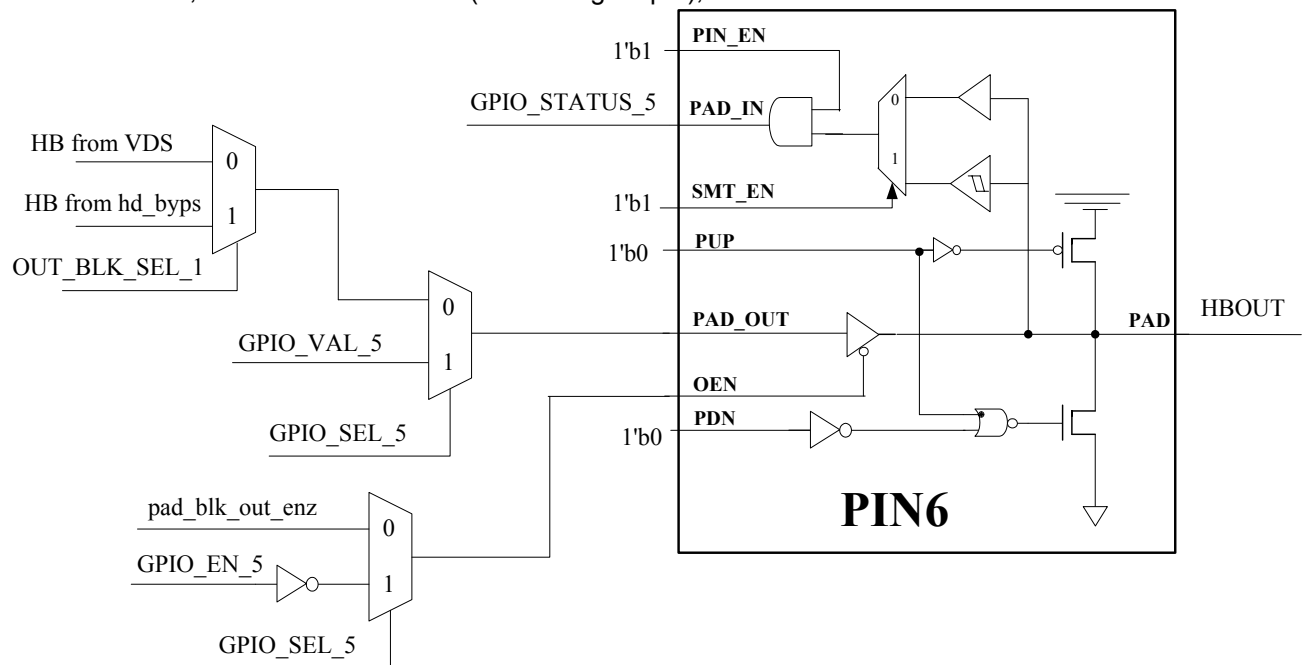 PIN_EN
1'b1
GPIO_STATUS_5
PAD_IN
HB from VDS
0
0
1
HB from hd_byps
1
SMT_EN
1'b1
PUP
1'b0
OUT_BLK_SEL_1
0
PAD_OUT
PAD
HBOUT
GPIO_VAL_5
1
OEN
PDN
1'b0
GPIO_SEL_5
PIN6
pad_blk_out_enz
0
GPIO_EN_5
1
GPIO_SEL_5